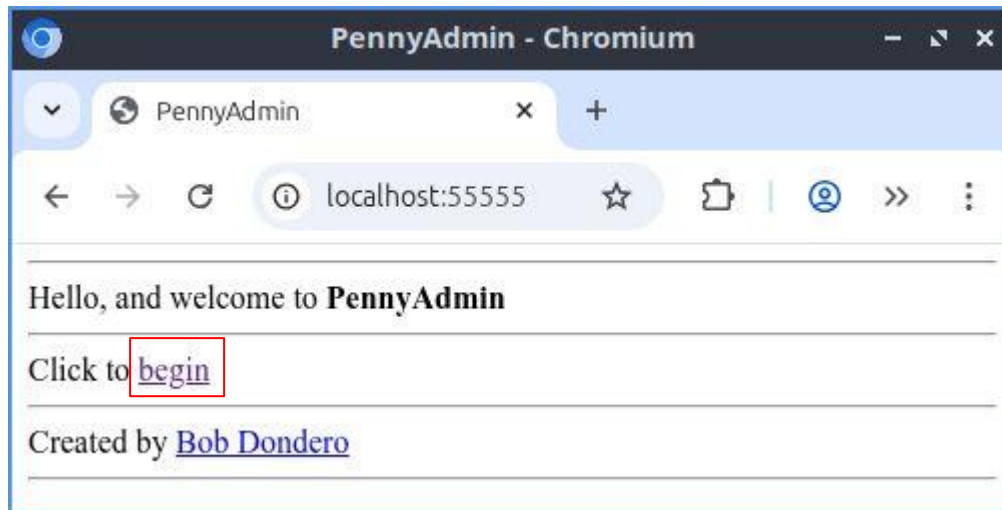 PennyAdmin - Chromium
PennyAdmin
localhost:55555
Hello, and welcome to PennyAdmin
Click to begin
Created by Bob Dondero